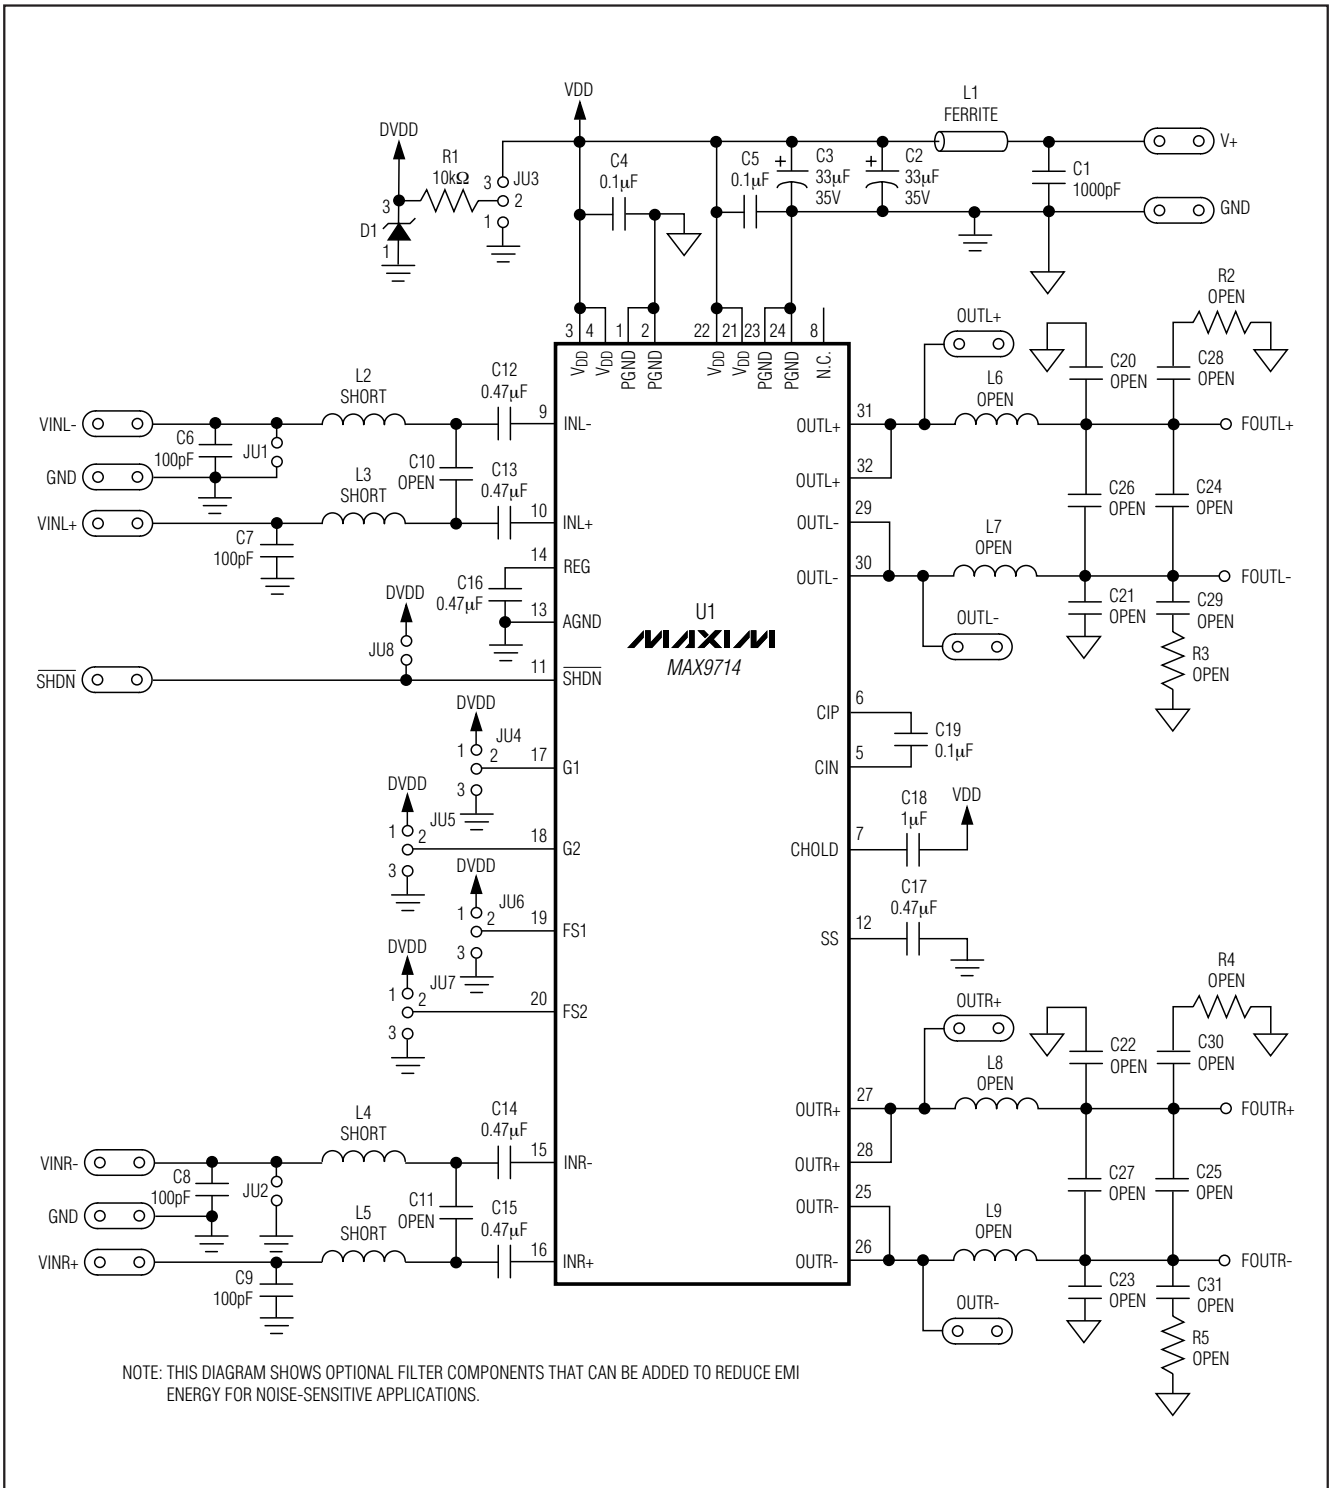 VDD
L1
FERRITE
DVDD
R1
10kΩ
3 JU3
2
1
3
D1
1
C4
0.1µF
C5
0.1µF
+
C3
33µF
35V
+
C2
33µF
35V
C1
1000pF
V+
GND
R2
OPEN
3 4 1 2 22 21 23 24 8
VDD VDD PGND PGND VDD VDD PGND PGND N.C.
OUTL+
C20
OPEN
C28
OPEN
L2
SHORT
C12
0.47µF
VINL-
9
INL-
C6
100pF
JU1
GND
L3
SHORT
C10
OPEN
C13
0.47µF
VINL+
10
INL+
C7
100pF
14
REG
C16
0.47µF
13
AGND
DVDD
JU8
SHDN
11
SHDN
U1
MAXIM
MAX9714
L6
OPEN
31
OUTL+
FOUTL+
32
OUTL+
C26
OPEN
C24
OPEN
29
OUTL-
L7
OPEN
30
OUTL-
FOUTL-
C21
OPEN
C29
OPEN
OUTL-
R3
OPEN
DVDD
JU4
1
2
3
17
G1
DVDD
JU5
1
2
3
18
G2
DVDD
JU6
1
2
3
19
FS1
DVDD
JU7
1
2
3
20
FS2
6
CIP
C19
0.1µF
5
CIN
C18
1µF
VDD
7
CHOLD
C17
0.47µF
12
SS
R4
OPEN
OUTR+
C22
OPEN
C30
OPEN
L8
OPEN
27
OUTR+
FOUTR+
28
OUTR+
C27
OPEN
C25
OPEN
25
OUTR-
L9
OPEN
26
OUTR-
FOUTR-
C23
OPEN
C31
OPEN
OUTR-
R5
OPEN
L4
SHORT
C14
0.47µF
VINR-
15
INR-
C8
100pF
JU2
GND
L5
SHORT
C11
OPEN
C15
0.47µF
VINR+
16
INR+
C9
100pF
NOTE: THIS DIAGRAM SHOWS OPTIONAL FILTER COMPONENTS THAT CAN BE ADDED TO REDUCE EMI
ENERGY FOR NOISE-SENSITIVE APPLICATIONS.